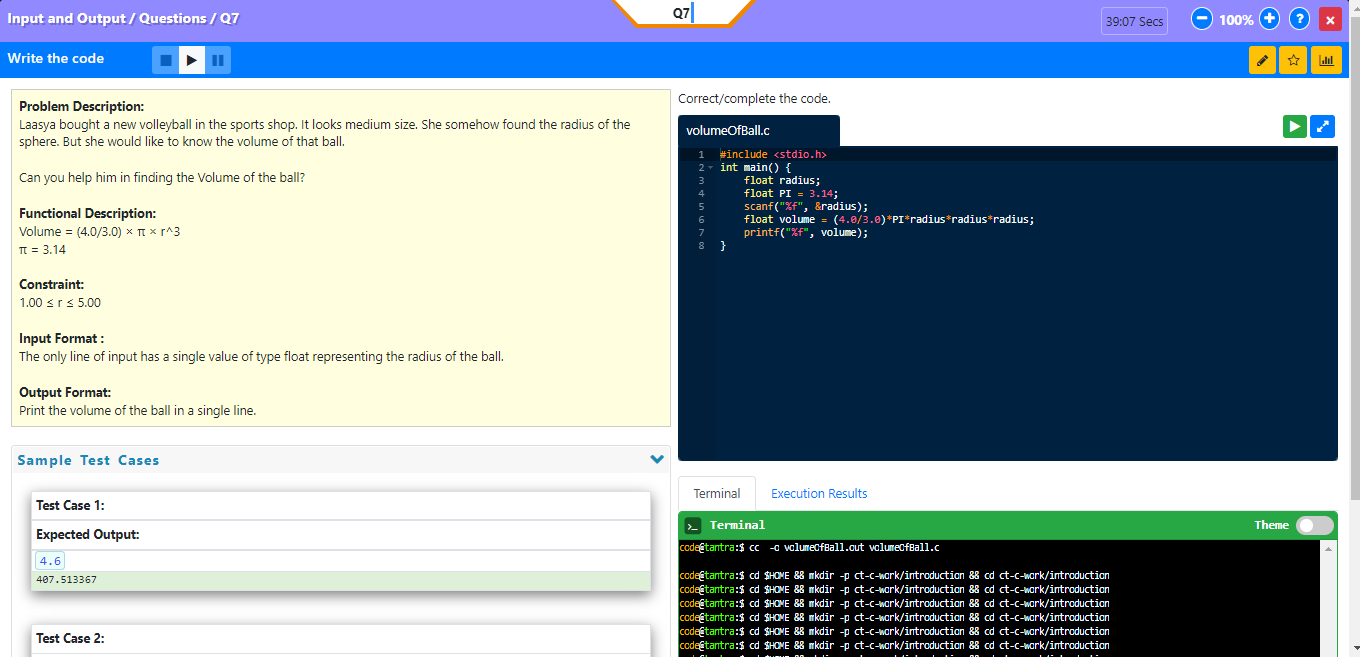 Input and Output / Questions / Q7
Q7
39:07 Secs
100%
?
×
Write the code
Problem Description:
Laasya bought a new volleyball in the sports shop. It looks medium size. She somehow found the radius of the
sphere. But she would like to know the volume of that ball.
Can you help him in finding the Volume of the ball?
Functional Description:
Volume = (4.0/3.0) × π × r^3
π = 3.14
Constraint:
1.00 ≤ r ≤ 5.00
Input Format :
The only line of input has a single value of type float representing the radius of the ball.
Output Format:
Print the volume of the ball in a single line.
Sample Test Cases
Test Case 1:
Expected Output:
4.6
407.513367
Test Case 2:
Correct/complete the code.
volumeOfBall.c
1 #include <stdio.h>
2 int main() {
3 float radius;
4 float PI = 3.14;
5 scanf("%f", &radius);
6 float volume = (4.0/3.0)*PI*radius*radius*radius;
7 printf("%f", volume);
8 }
Terminal
Execution Results
Terminal
Theme
code@tantra:$ cc -o volumeOfBall.out volumeOfBall.c
code@tantra:$ cd $HOME && mkdir -p ct-c-work/introduction && cd ct-c-work/introduction
code@tantra:$ cd $HOME && mkdir -p ct-c-work/introduction && cd ct-c-work/introduction
code@tantra:$ cd $HOME && mkdir -p ct-c-work/introduction && cd ct-c-work/introduction
code@tantra:$ cd $HOME && mkdir -p ct-c-work/introduction && cd ct-c-work/introduction
code@tantra:$ cd $HOME && mkdir -p ct-c-work/introduction && cd ct-c-work/introduction
code@tantra:$ cd $HOME && mkdir -p ct-c-work/introduction && cd ct-c-work/introduction